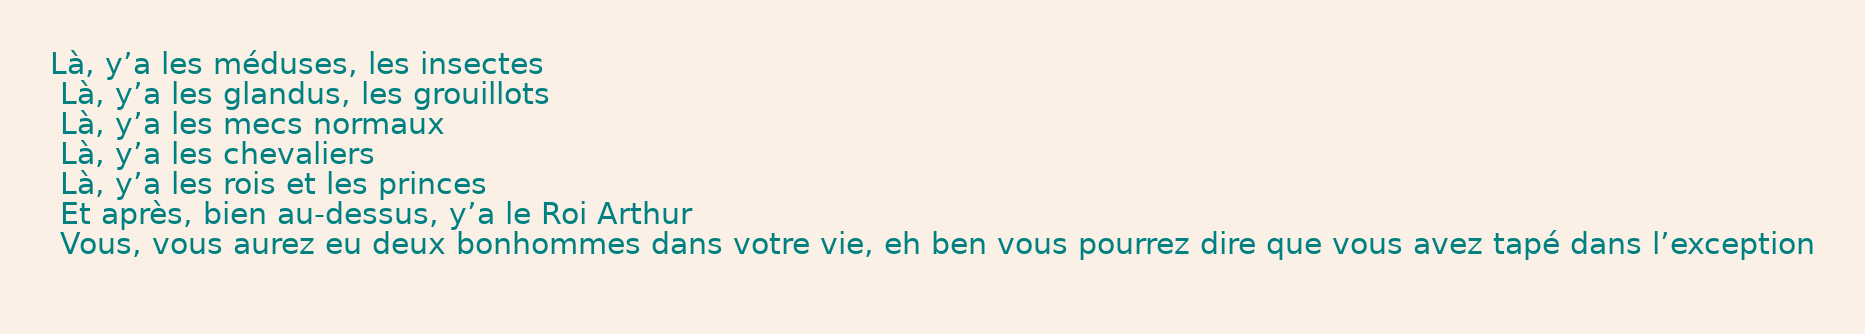 Là, y’a les méduses, les insectes
Là, y’a les glandus, les grouillots
Là, y’a les mecs normaux
Là, y’a les chevaliers
Là, y’a les rois et les princes
Et après, bien au-dessus, y’a le Roi Arthur
Vous, vous aurez eu deux bonhommes dans votre vie, eh ben vous pourrez dire que vous avez tapé dans l’exception